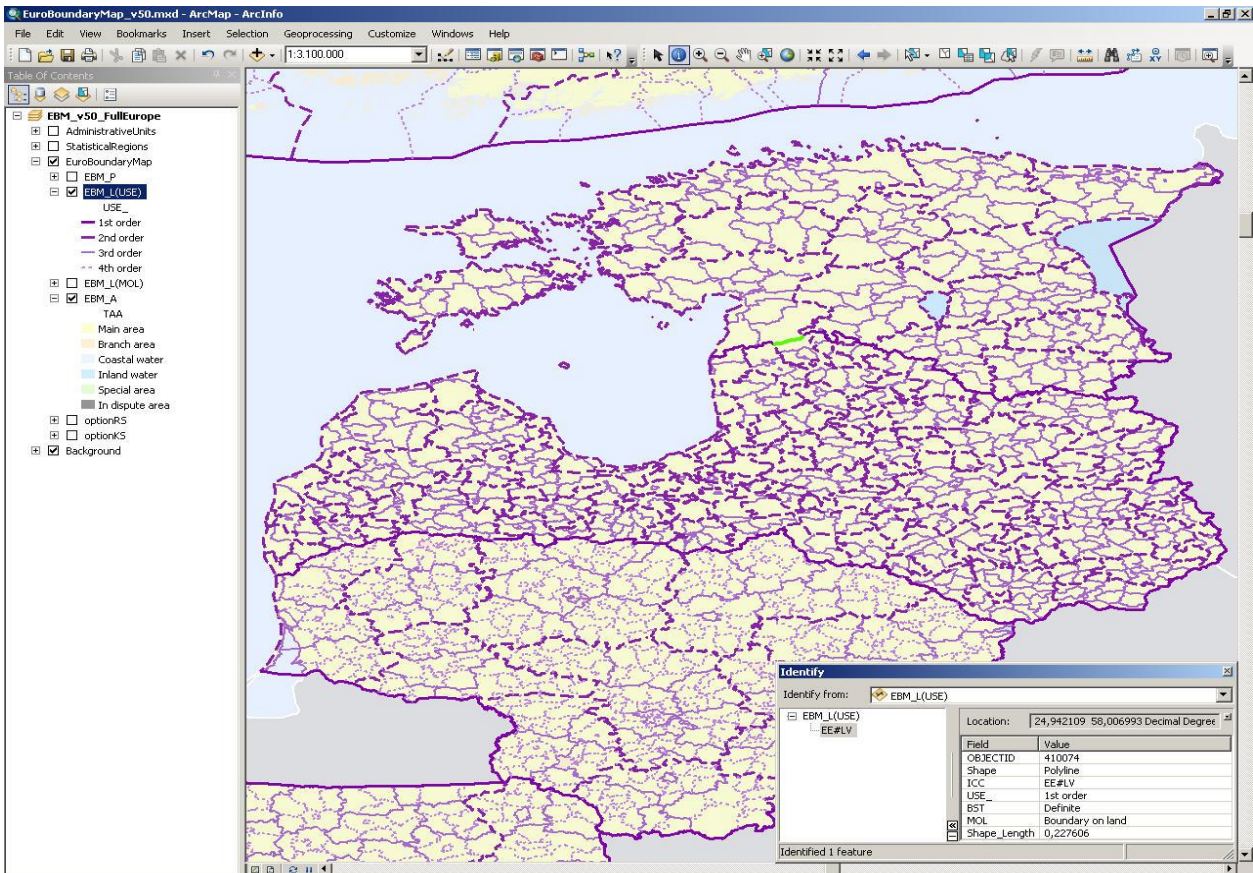 EuroBoundaryMap_v50.mxd - ArcMap - ArcInfo
File Edit View Bookmarks Insert Selection Geoprocessing Customize Windows Help
1:3.100.000
Table Of Contents
EBM_v50_FullEurope
AdministrativeUnits
StatisticalRegions
EuroBoundaryMap
EBM_P
EBM_L(USE)
USE_
1st order
2nd order
3rd order
4th order
EBM_L(MOL)
EBM_A
TAA
Main area
Branch area
Coastal water
Inland water
Special area
In dispute area
optionRS
optionKS
Background
Identify
Identify from: EBM_L(USE)
EBM_L(USE)
EE#LV
Location: 24,942109 58,006993 Decimal Degree
Field Value
OBJECTID 410074
Shape Polyline
ICC EE#LV
USE_ 1st order
BST Definite
MOL Boundary on land
Shape_Length 0,227606
Identified 1 feature